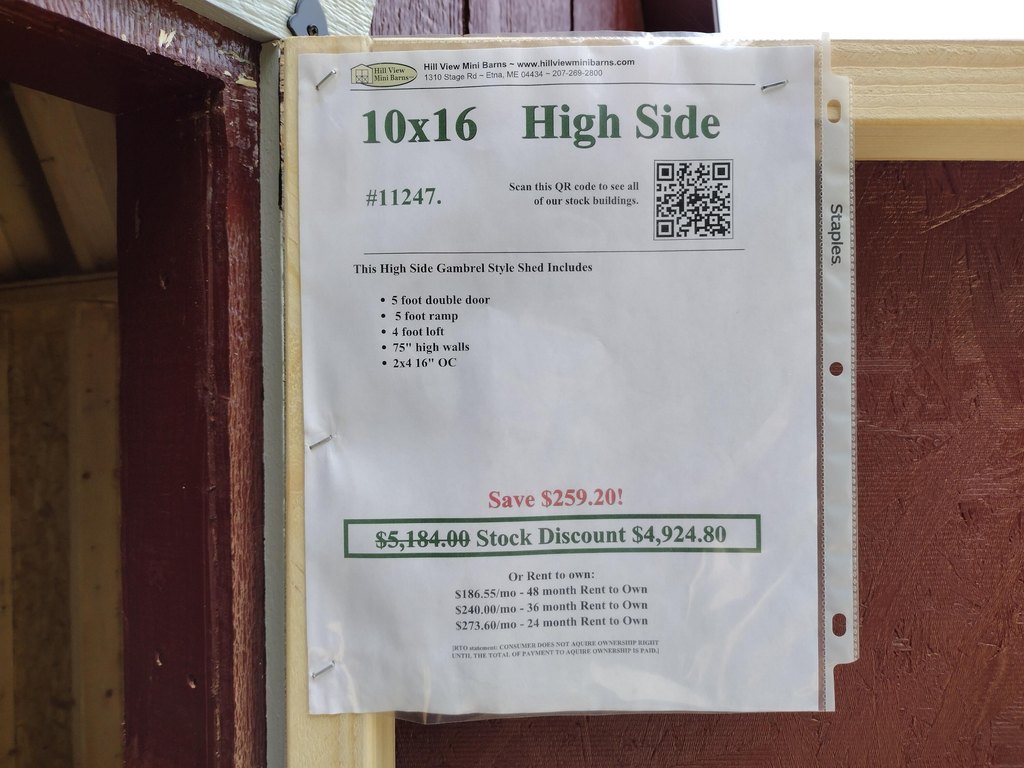 Hill View
Mini Barns
Hill View Mini Barns ~ www.hillviewminibarns.com
1310 Stage Rd ~ Etna, ME 04434 ~ 207-269-2800
10x16 High Side
#11247.
Scan this QR code to see all
of our stock buildings.
This High Side Gambrel Style Shed Includes
• 5 foot double door
• 5 foot ramp
• 4 foot loft
• 75" high walls
• 2x4 16" OC
Save $259.20!
$5,184.00 Stock Discount $4,924.80
Or Rent to own:
$186.55/mo - 48 month Rent to Own
$240.00/mo - 36 month Rent to Own
$273.60/mo - 24 month Rent to Own
[RTO statement: CONSUMER DOES NOT AQUIRE OWNERSHIP RIGHT
UNTIL THE TOTAL OF PAYMENT TO AQUIRE OWNERSHIP IS PAID.]
Staples